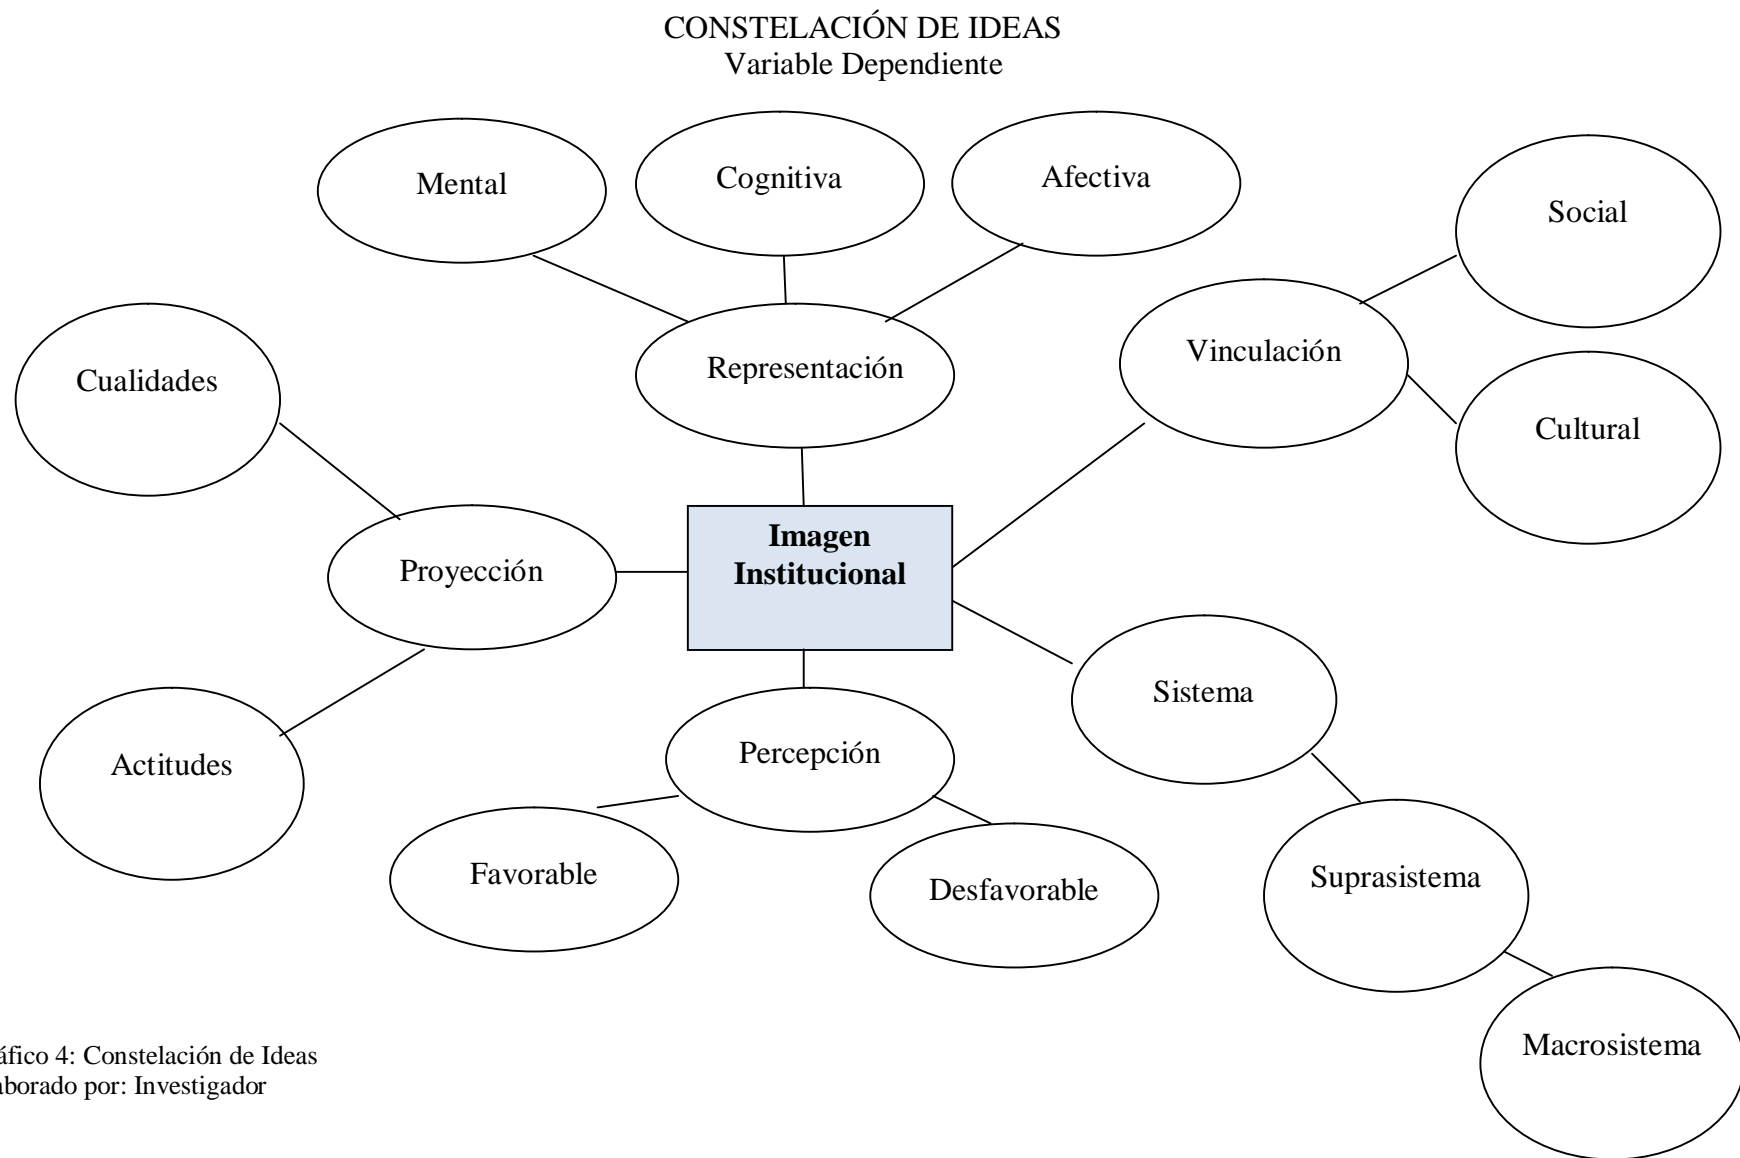 CONSTELACIÓN DE IDEAS
Variable Dependiente
Mental
Cognitiva
Afectiva
Social
Vinculación
Representación
Cualidades
Cultural
Imagen
Institucional
Proyección
Sistema
Percepción
Actitudes
Favorable
Suprasistema
Desfavorable
Macrosistema
áfico 4: Constelación de Ideas
aborado por: Investigador